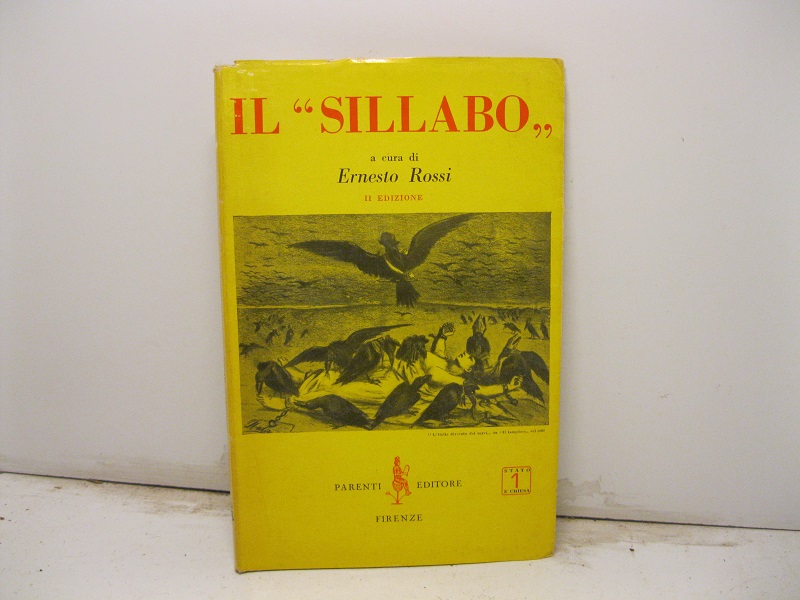 IL “SILLABO„
a cura di
Ernesto Rossi
II EDIZIONE
PARENTI EDITORE
FIRENZE
STATO
1
E CHIESA